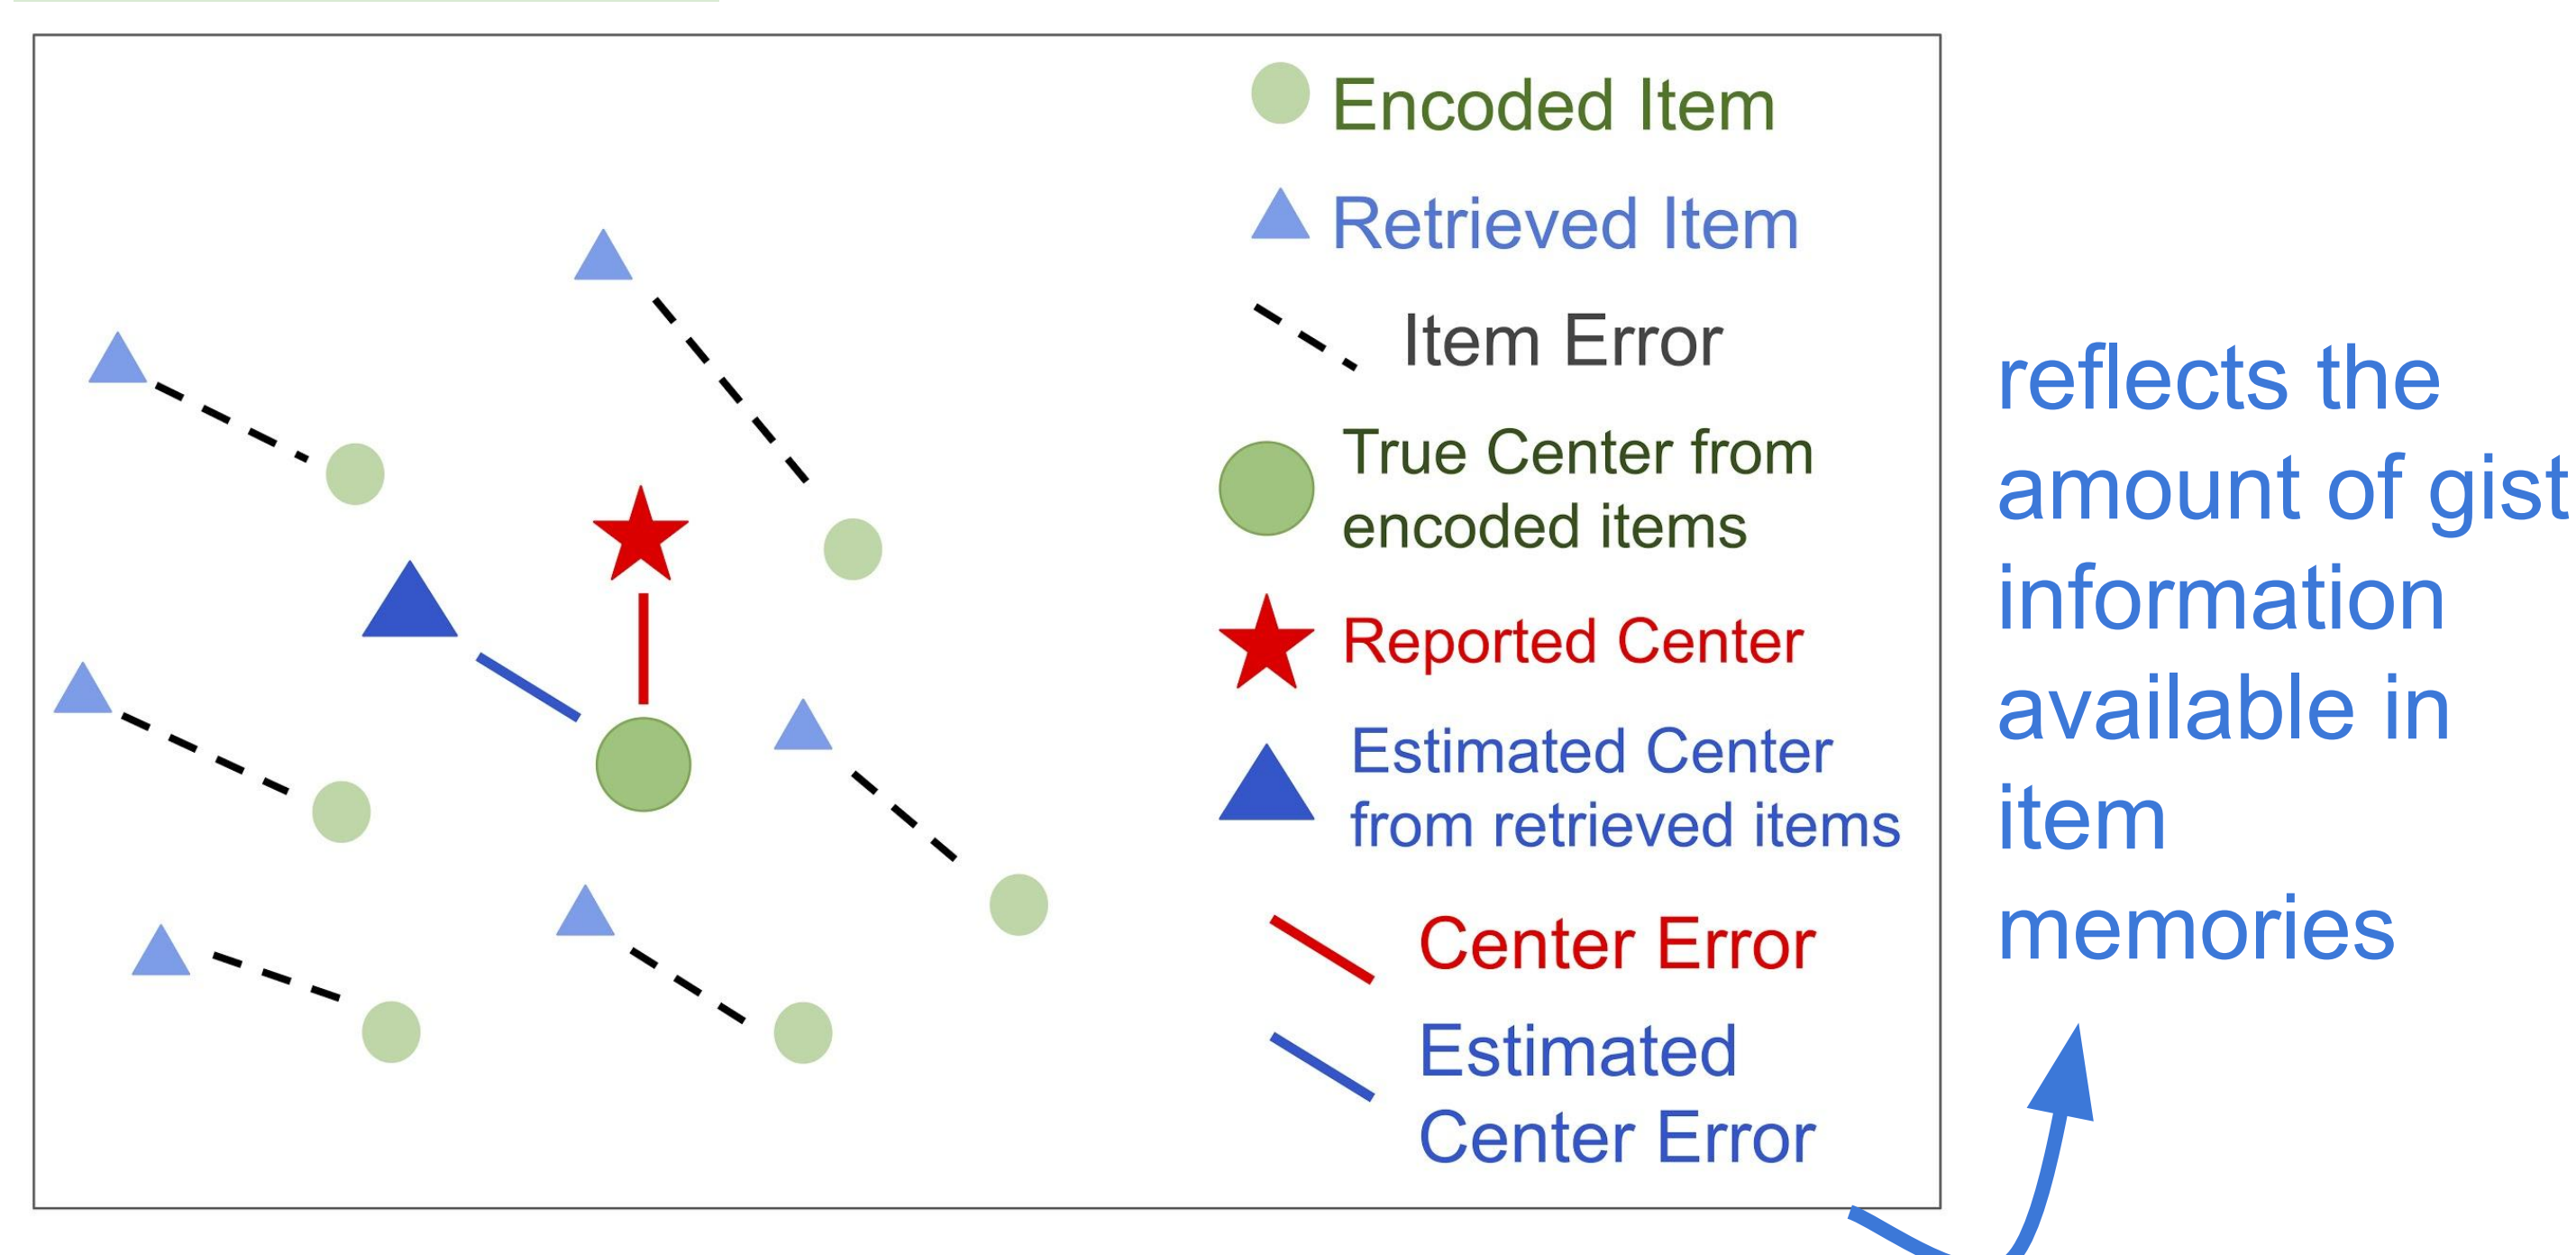 Encoded Item
Retrieved Item
Item Error
True Center from
encoded items
Reported Center
Estimated Center
from retrieved items
Center Error
Estimated
Center Error
reflects the
amount of gist
information
available in
item
memories